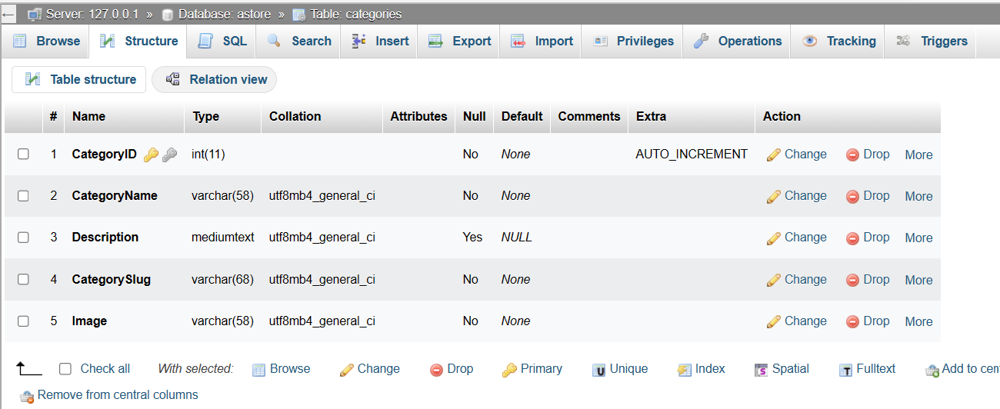 ← Server: 127.0.0.1 » Database: astore » Table: categories
Browse Structure SQL Search Insert Export Import Privileges Operations Tracking Triggers
Table structure Relation view
# Name Type Collation Attributes Null Default Comments Extra Action
1 CategoryID int(11) No None AUTO_INCREMENT Change Drop More
2 CategoryName varchar(58) utf8mb4_general_ci No None Change Drop More
3 Description mediumtext utf8mb4_general_ci Yes NULL Change Drop More
4 CategorySlug varchar(68) utf8mb4_general_ci No None Change Drop More
5 Image varchar(58) utf8mb4_general_ci No None Change Drop More
Check all With selected: Browse Change Drop Primary Unique Index Spatial Fulltext Add to cen
Remove from central columns